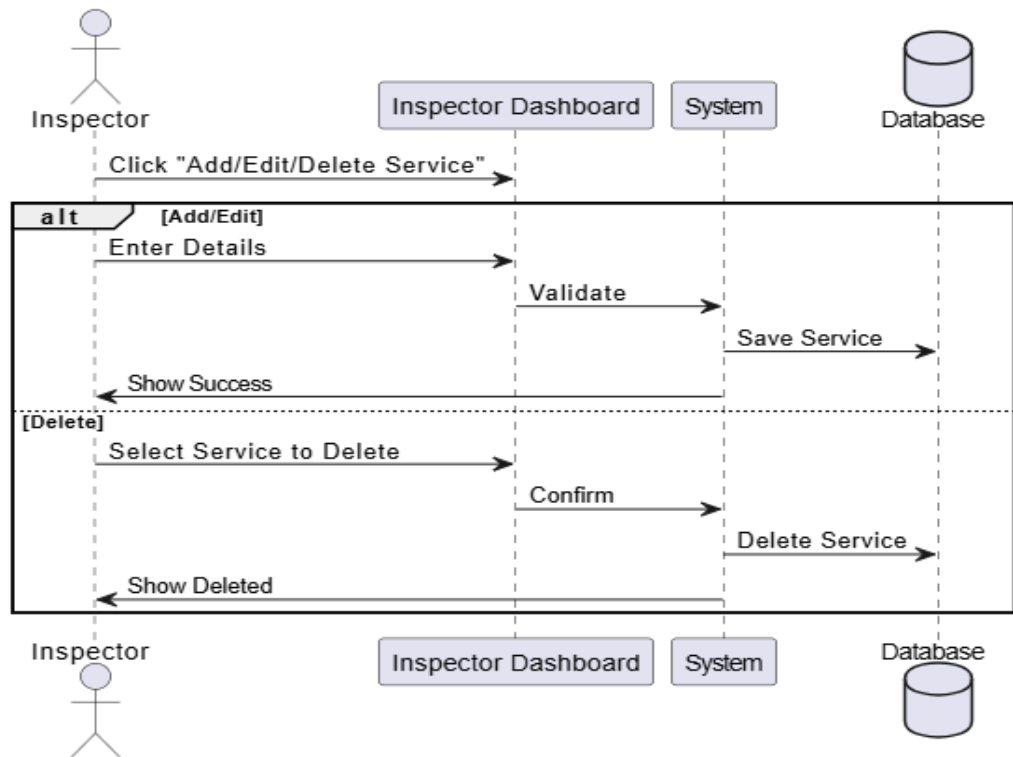 Inspector
Inspector Dashboard
System
Database
Click "Add/Edit/Delete Service"
alt
[Add/Edit]
Enter Details
Validate
Save Service
Show Success
[Delete]
Select Service to Delete
Confirm
Delete Service
Show Deleted
Inspector
Inspector Dashboard
System
Database